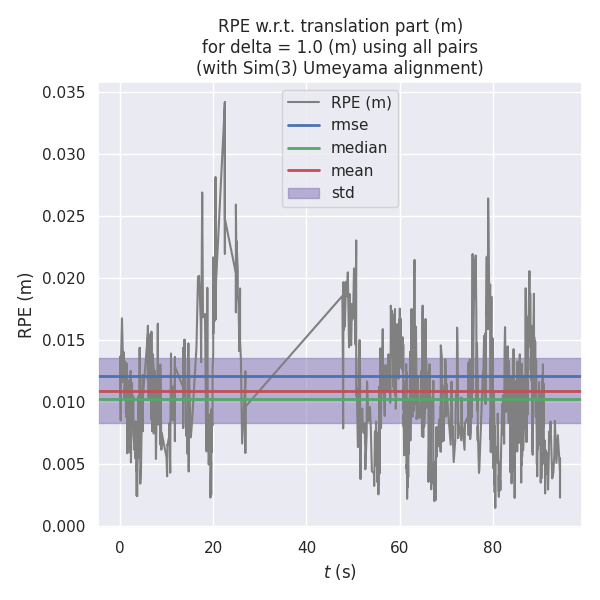 RPE w.r.t. translation part (m)
for delta = 1.0 (m) using all pairs
(with Sim(3) Umeyama alignment)
RPE (m)
rmse
median
mean
std
0.035
0.030
0.025
0.020
0.015
0.010
0.005
0.000
RPE (m)
0 20 40 60 80
t (s)